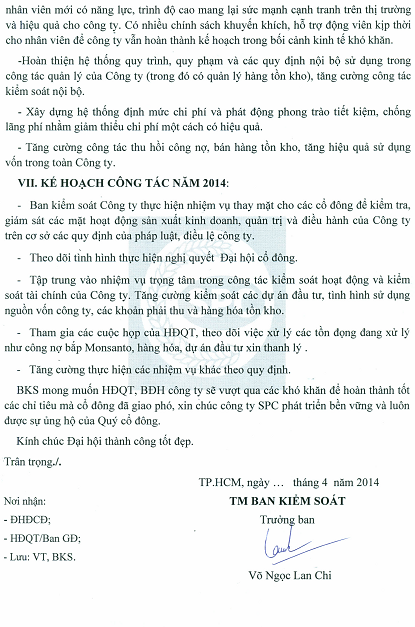 nhân viên mới có năng lực, trình độ cao mang lại sức mạnh cạnh tranh trên thị trường
và hiệu quả cho công ty. Có nhiều chính sách khuyến khích, hỗ trợ động viên kịp thời
cho nhân viên để công ty vẫn hoàn thành kế hoạch trong bối cảnh kinh tế khó khăn.
-Hoàn thiện hệ thống quy trình, quy phạm và các quy định nội bộ sử dụng trong
công tác quản lý của Công ty (trong đó có quản lý hàng tồn kho), tăng cường công tác
kiểm soát nội bộ.
- Xây dựng hệ thống định mức chi phí và phát động phong trào tiết kiệm, chống
lãng phí nhằm giảm thiểu chi phí một cách có hiệu quả.
- Tăng cường công tác thu hồi công nợ, bán hàng tồn kho, tăng hiệu quả sử dụng
vốn trong toàn Công ty.
VII. KẾ HOẠCH CÔNG TÁC NĂM 2014:
- Ban kiểm soát Công ty thực hiện nhiệm vụ thay mặt cho các cổ đông để kiểm tra,
giám sát các mặt hoạt động sản xuất kinh doanh, quản trị và điều hành của Công ty
trên cơ sở các quy định của pháp luật, điều lệ công ty.
- Theo dõi tình hình thực hiện nghị quyết Đại hội cổ đông.
- Tập trung vào nhiệm vụ trọng tâm trong công tác kiểm soát hoạt động và kiểm
soát tài chính của Công ty. Tăng cường kiểm soát các dự án đầu tư, tình hình sử dụng
nguồn vốn công ty, các khoản phải thu và hàng hóa tồn kho.
- Tham gia các cuộc họp của HĐQT, theo dõi việc xử lý các tồn đọng đang xử lý
như công nợ bắp Monsanto, hàng hóa, dự án đầu tư xin thanh lý .
- Tăng cường thực hiện các nhiệm vụ khác theo quy định.
BKS mong muốn HĐQT, BĐH công ty sẽ vượt qua các khó khăn để hoàn thành tốt
các chỉ tiêu mà cổ đông đã giao phó, xin chúc công ty SPC phát triển bền vững và luôn
được sự ủng hộ của Quý cổ đông.
Kính chúc Đại hội thành công tốt đẹp.
Trân trọng./.
TP.HCM, ngày ... tháng 4 năm 2014
Nơi nhận: TM BAN KIỂM SOÁT
- ĐHĐCĐ; Trưởng ban
- HĐQT/Ban GĐ;
- Lưu: VT, BKS.
Võ Ngọc Lan Chi